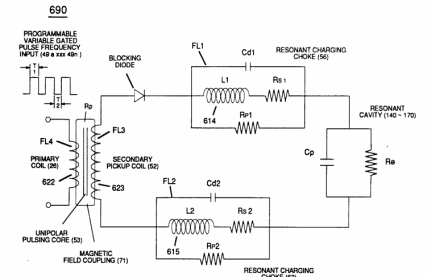 690
PROGRAMMABLE
VARIABLE GATED
PULSE FREQUENCY
INPUT (49 a xxx 49n )
T
1
T
2
BLOCKING
DIODE
FL1
Cd1
RESONANT CHARGING
CHOKE (56)
L1
Rs1
614
RP1
Rp
FL3
FL4
PRIMARY
COIL (26)
622
SECONDARY
PICKUP COIL (52)
623
RESONANT
CAVITY (140 ~ 170)
Cp
Re
FL2
Cd2
L2
Rs2
615
RP2
UNIPOLAR
PULSING CORE (53)
MAGNETIC
FIELD COUPLING (71)
RESONANT CHARGING